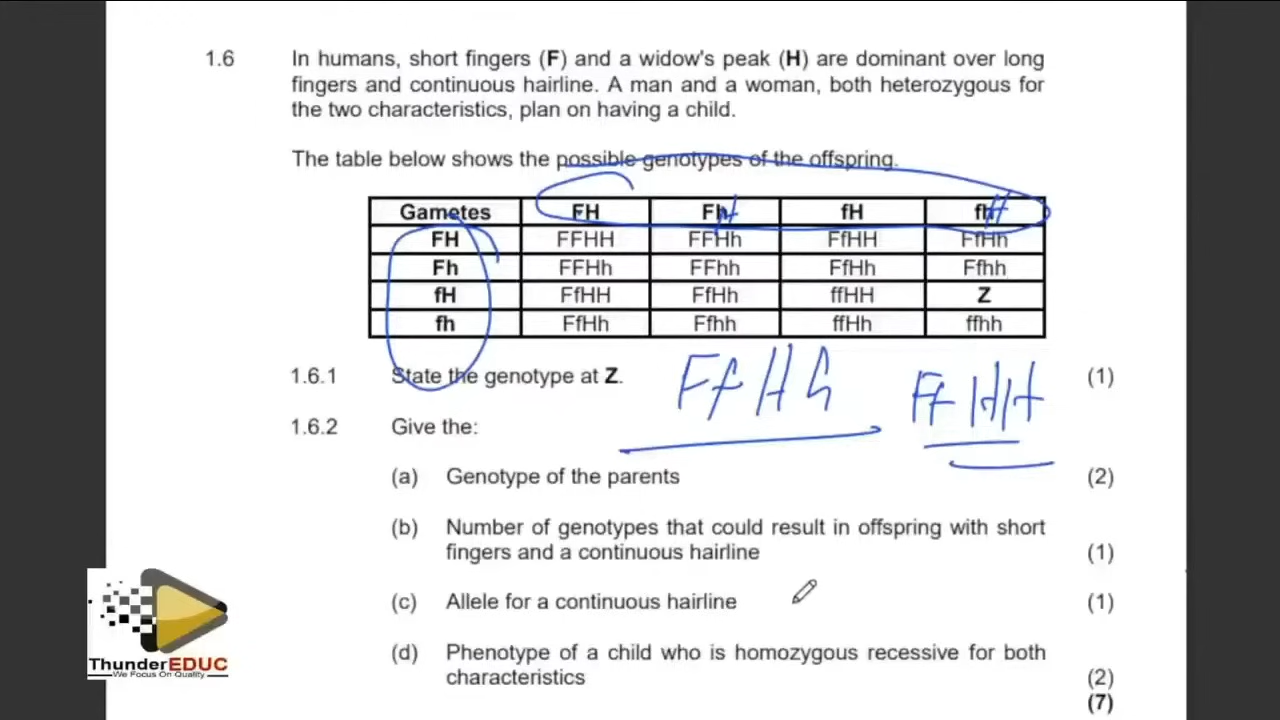 1.6 In humans, short fingers (F) and a widow's peak (H) are dominant over long
fingers and continuous hairline. A man and a woman, both heterozygous for
the two characteristics, plan on having a child.
The table below shows the possible genotypes of the offspring.
Gametes FH Fh fH fh
H H
FH FFHH FFHh FfHH FfHh
Fh FFHh FFhh FfHh Ffhh
fH FfHH FfHh ffHH Z
fh FfHh Ffhh ffHh ffhh
1.6.1 State the genotype at Z. (1)
FfHh FfHH
1.6.2 Give the:
(a) Genotype of the parents (2)
(b) Number of genotypes that could result in offspring with short
fingers and a continuous hairline (1)
(c) Allele for a continuous hairline (1)
(d) Phenotype of a child who is homozygous recessive for both
characteristics (2)
(7)
ThunderEDUC
We Focus On Quality